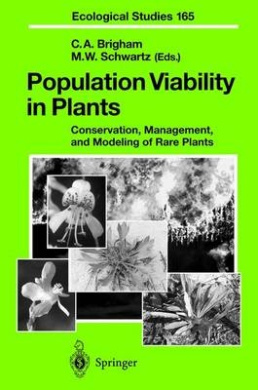 Ecological Studies 165
C.A. Brigham
M.W. Schwartz (Eds.)
Population Viability
in Plants
Conservation, Management,
and Modeling of Rare Plants
Springer